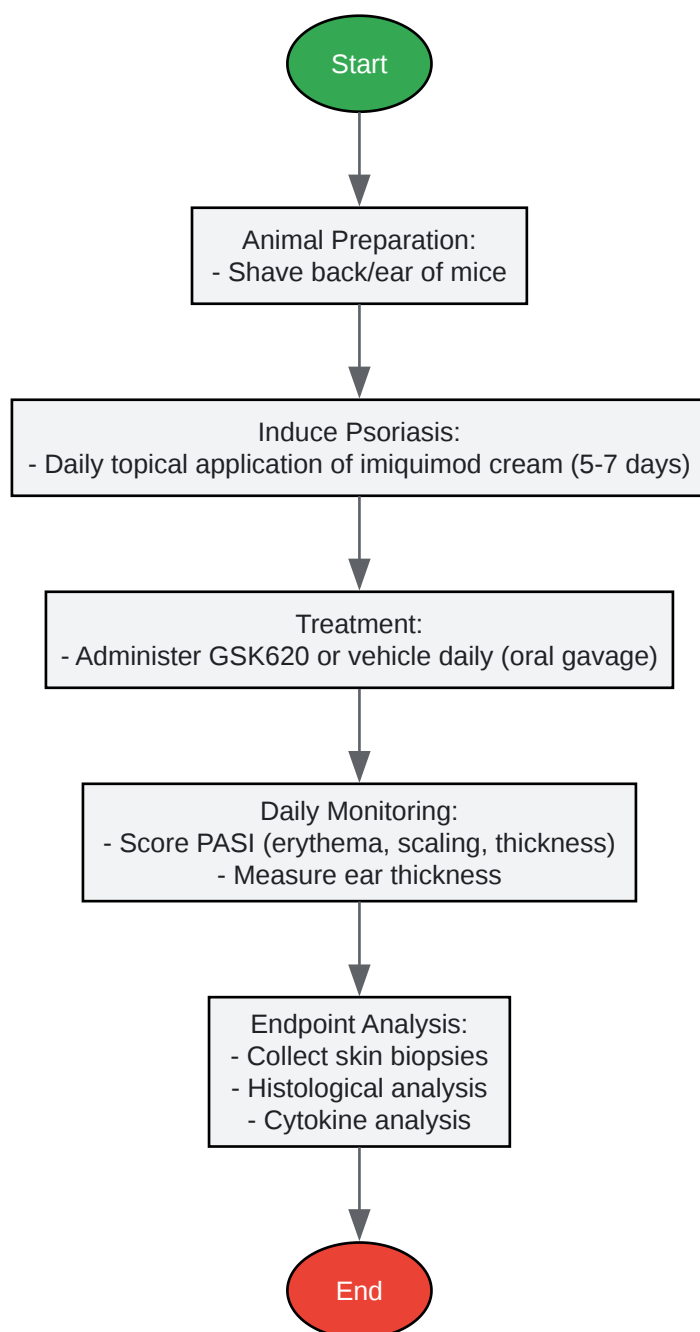 Start
Animal Preparation:
- Shave back/ear of mice
Induce Psoriasis:
- Daily topical application of imiquimod cream (5-7 days)
Treatment:
- Administer GSK620 or vehicle daily (oral gavage)
Daily Monitoring:
- Score PASI (erythema, scaling, thickness)
- Measure ear thickness
Endpoint Analysis:
- Collect skin biopsies
- Histological analysis
- Cytokine analysis
End